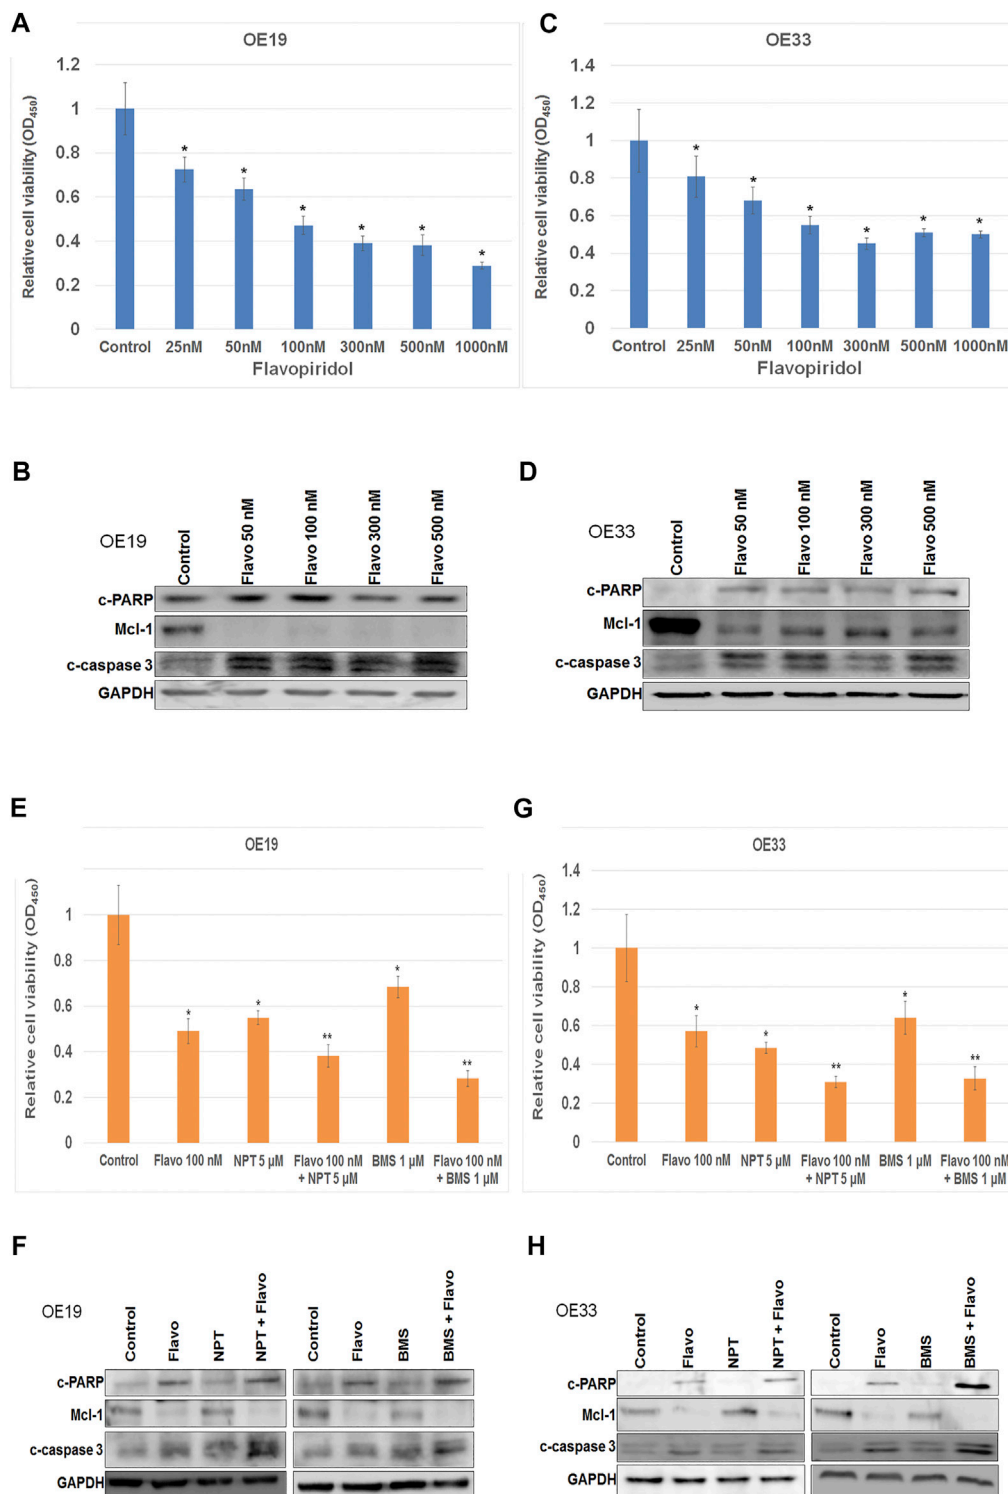 A
OE19
Relative cell viability (OD450)
1.2
1
0.8
0.6
0.4
0.2
0
*
*
*
*
*
*
Control 25nM 50nM 100nM 300nM 500nM 1000nM
Flavopiridol
C
OE33
Relative cell viability (OD450)
1.4
1.2
1
0.8
0.6
0.4
0.2
0
*
*
*
*
*
*
Control 25nM 50nM 100nM 300nM 500nM 1000nM
Flavopiridol
B
OE19
Control
Flavo 50 nM
Flavo 100 nM
Flavo 300 nM
Flavo 500 nM
c-PARP
Mcl-1
c-caspase 3
GAPDH
D
OE33
Control
Flavo 50 nM
Flavo 100 nM
Flavo 300 nM
Flavo 500 nM
c-PARP
Mcl-1
c-caspase 3
GAPDH
E
OE19
Relative cell viability (OD450)
1
0.8
0.6
0.4
0.2
0
*
*
**
*
**
Control Flavo 100 nM NPT 5 µM Flavo 100 nM BMS 1 µM Flavo 100 nM
+ NPT 5 µM + BMS 1 µM
G
OE33
Relative cell viability (OD450)
1.4
1.2
1
0.8
0.6
0.4
0.2
0
*
*
**
*
**
Control Flavo 100 nM NPT 5 µM Flavo 100 nM BMS 1 µM Flavo 100 nM
+ NPT 5 µM + BMS 1 µM
F
OE19
Control
Flavo
NPT
NPT + Flavo
Control
Flavo
BMS
BMS + Flavo
c-PARP
Mcl-1
c-caspase 3
GAPDH
H
OE33
Control
Flavo
NPT
NPT + Flavo
Control
Flavo
BMS
BMS + Flavo
c-PARP
Mcl-1
c-caspase 3
GAPDH